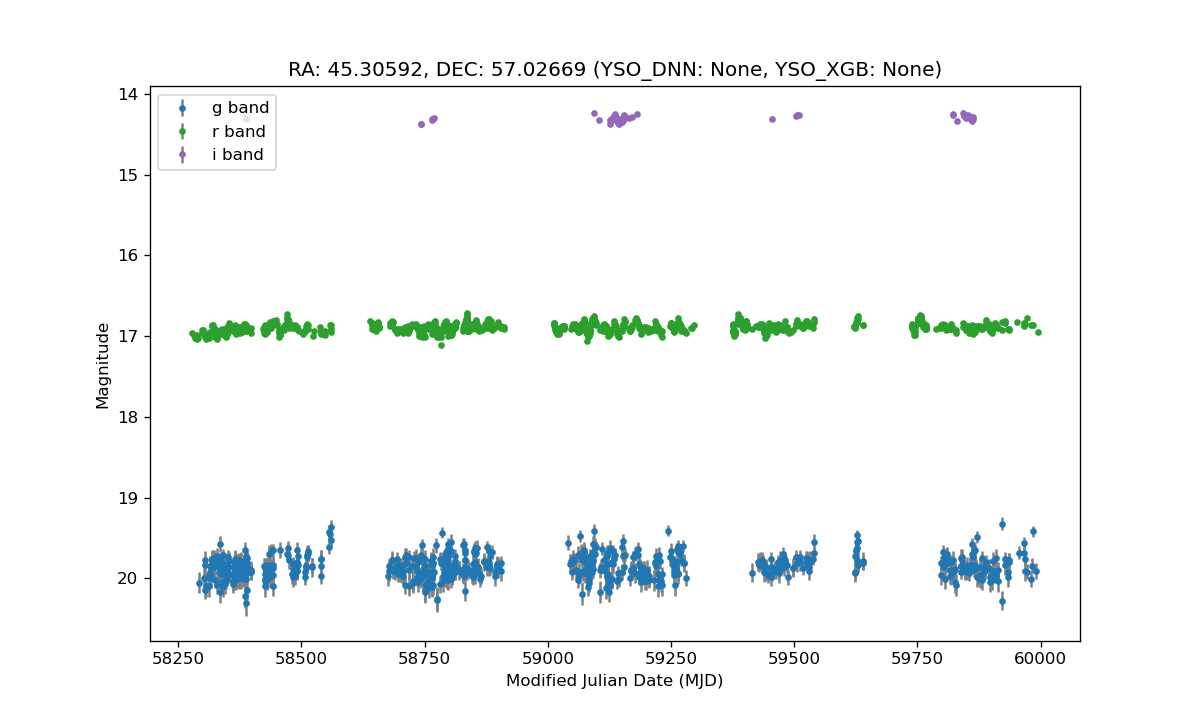 RA: 45.30592, DEC: 57.02669 (YSO_DNN: None, YSO_XGB: None)
g band
r band
i band
Magnitude
14
15
16
17
18
19
20
58250 58500 58750 59000 59250 59500 59750 60000
Modified Julian Date (MJD)